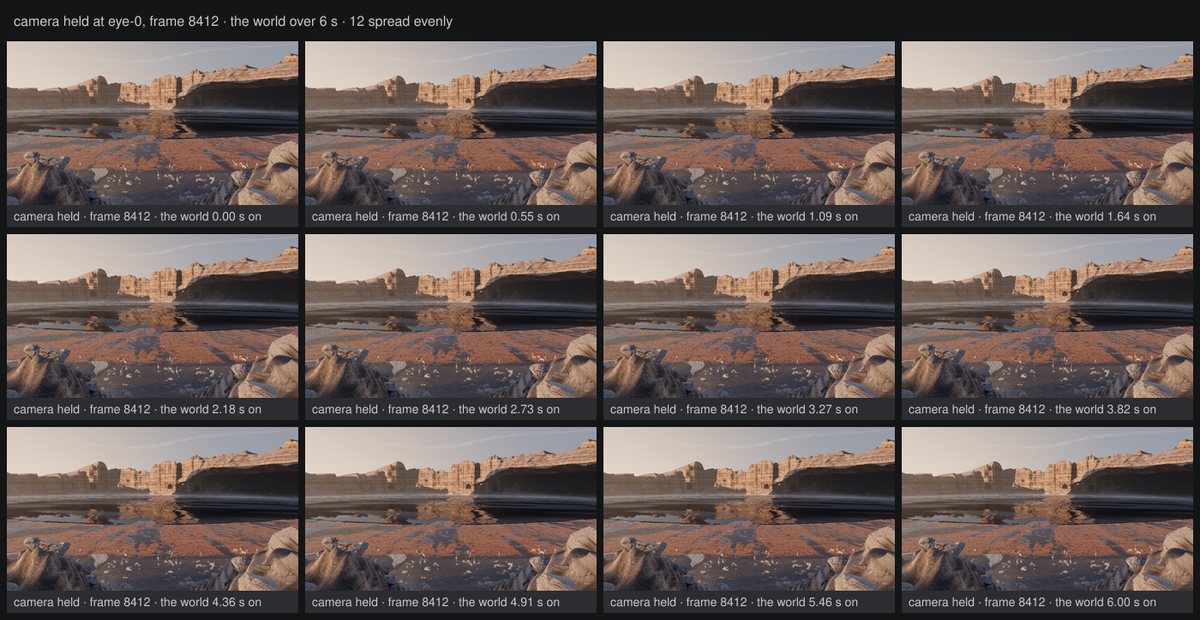 camera held at eye-0, frame 8412 · the world over 6 s · 12 spread evenly
camera held · frame 8412 · the world 0.00 s on
camera held · frame 8412 · the world 0.55 s on
camera held · frame 8412 · the world 1.09 s on
camera held · frame 8412 · the world 1.64 s on
camera held · frame 8412 · the world 2.18 s on
camera held · frame 8412 · the world 2.73 s on
camera held · frame 8412 · the world 3.27 s on
camera held · frame 8412 · the world 3.82 s on
camera held · frame 8412 · the world 4.36 s on
camera held · frame 8412 · the world 4.91 s on
camera held · frame 8412 · the world 5.46 s on
camera held · frame 8412 · the world 6.00 s on